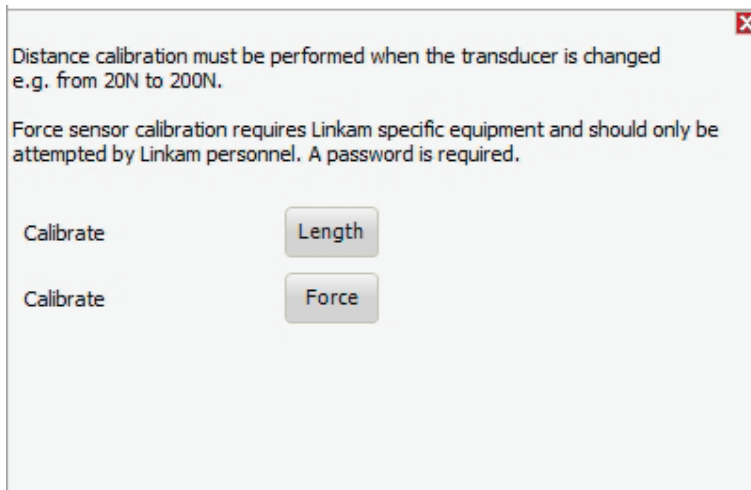 Distance calibration must be performed when the transducer is changed
e.g. from 20N to 200N.
Force sensor calibration requires Linkam specific equipment and should only be
attempted by Linkam personnel. A password is required.
Calibrate Length
Calibrate Force